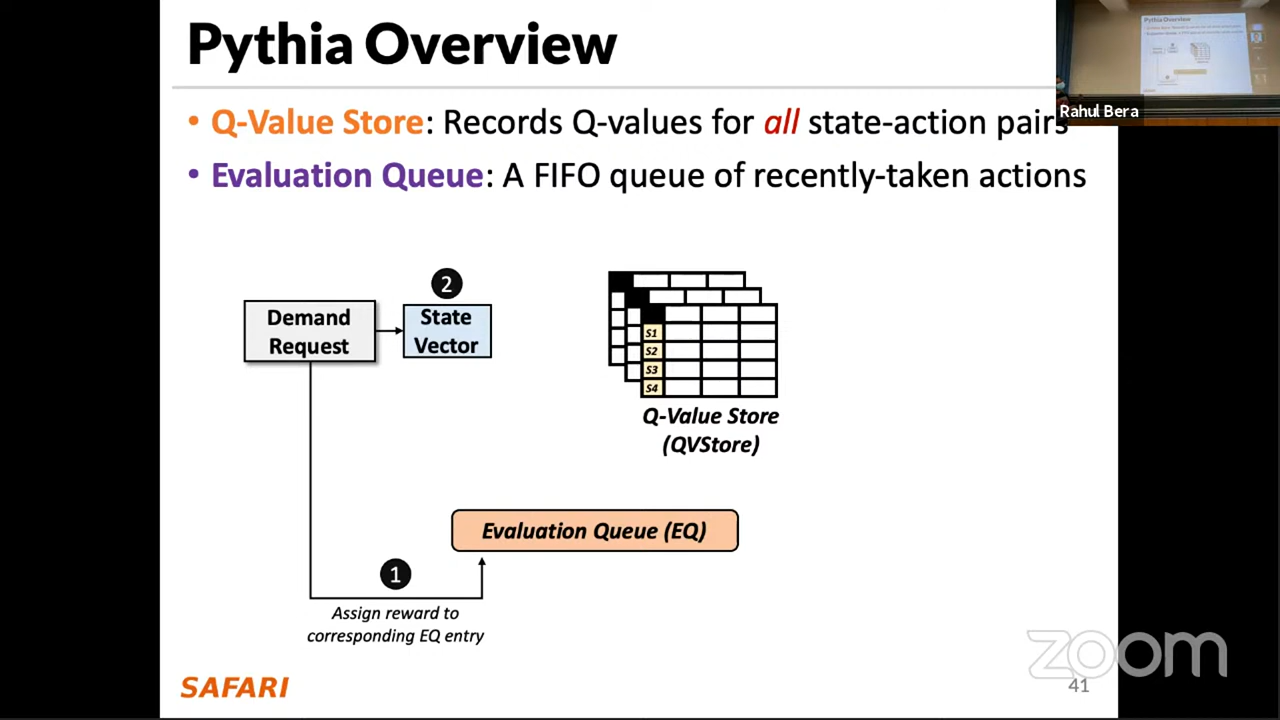 Pythia Overview
Rahul Bera
• Q-Value Store: Records Q-values for all state-action pairs
• Evaluation Queue: A FIFO queue of recently-taken actions
2
Demand
Request
State
Vector
S1
S2
S3
S4
Q-Value Store
(QVStore)
Evaluation Queue (EQ)
1
Assign reward to
corresponding EQ entry
zoom
SAFARI
41